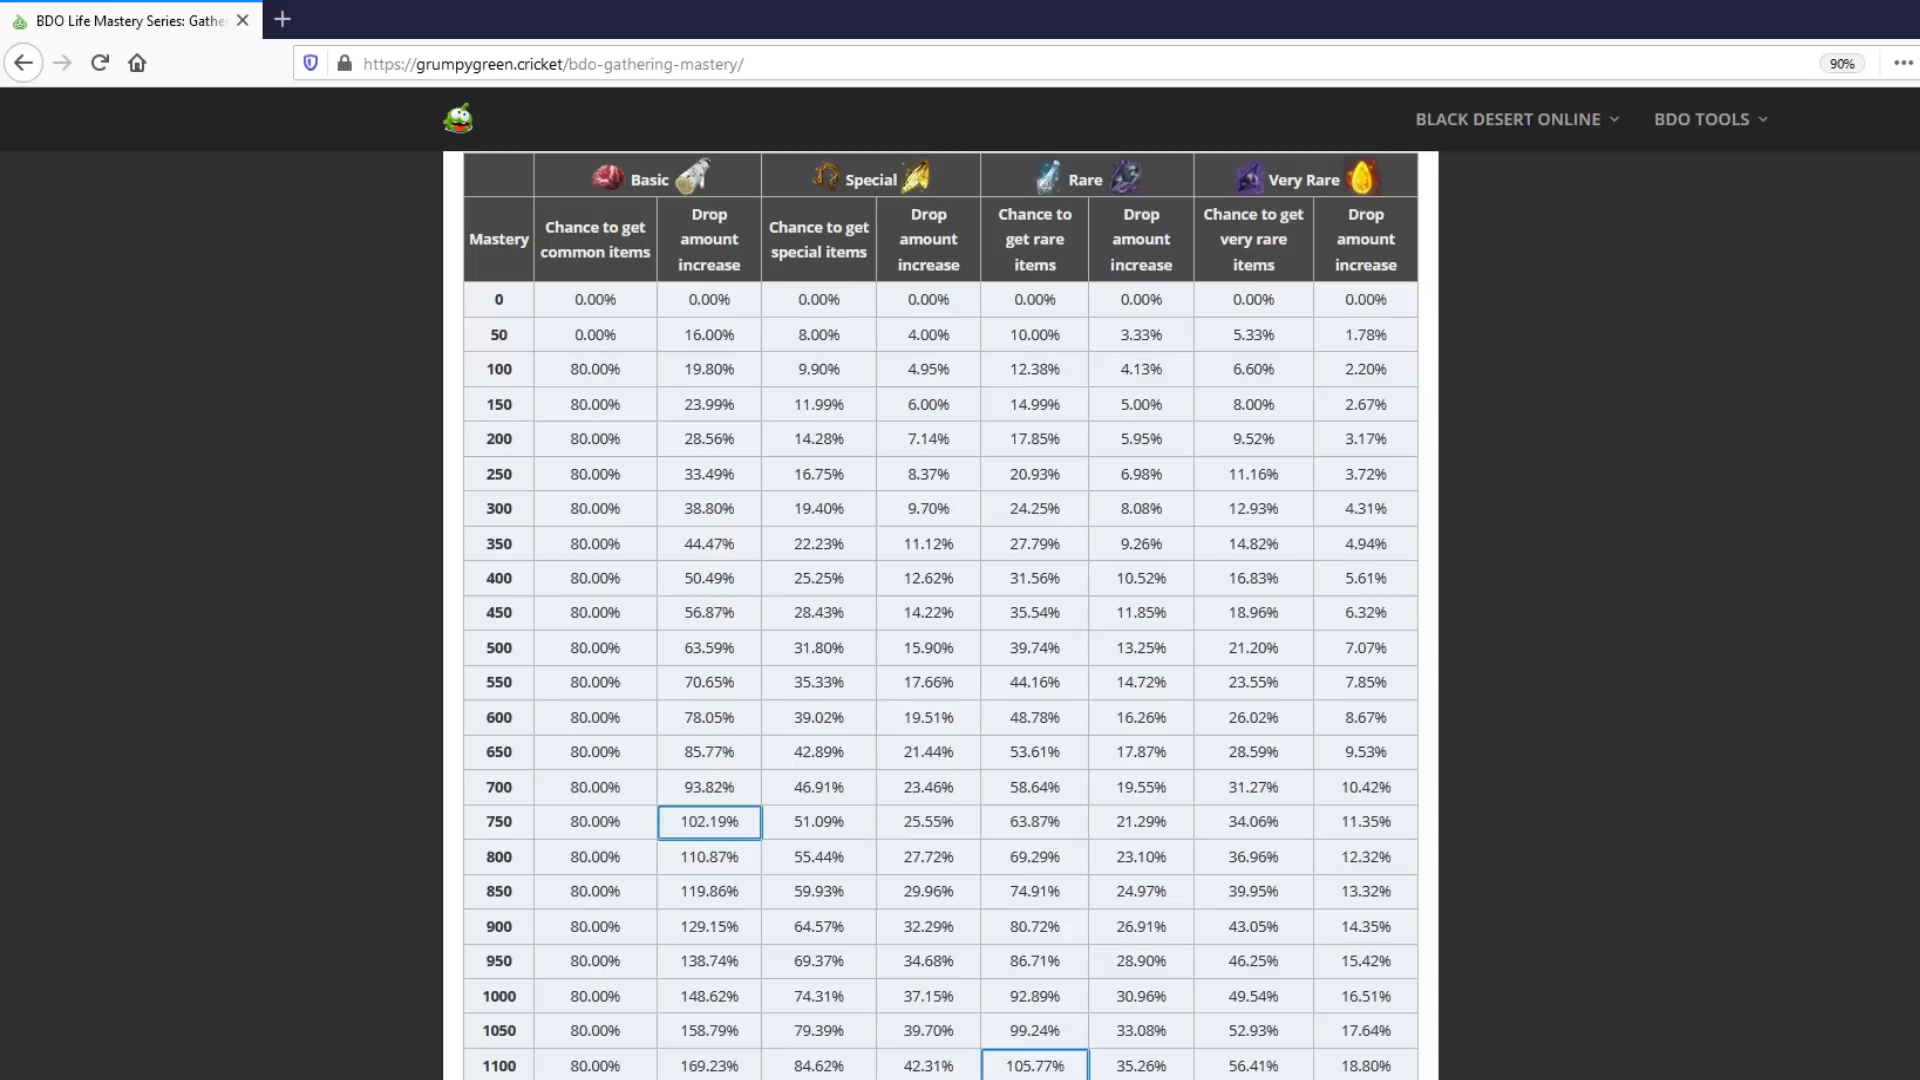 BDO Life Mastery Series: Gathe
https://grumpygreen.cricket/bdo-gathering-mastery/
90%
BLACK DESERT ONLINE
BDO TOOLS
Basic Special Rare Very Rare
Mastery Chance to get common items Drop amount increase Chance to get special items Drop amount increase Chance to get rare items Drop amount increase Chance to get very rare items Drop amount increase
0 0.00% 0.00% 0.00% 0.00% 0.00% 0.00% 0.00% 0.00%
50 0.00% 16.00% 8.00% 4.00% 10.00% 3.33% 5.33% 1.78%
100 80.00% 19.80% 9.90% 4.95% 12.38% 4.13% 6.60% 2.20%
150 80.00% 23.99% 11.99% 6.00% 14.99% 5.00% 8.00% 2.67%
200 80.00% 28.56% 14.28% 7.14% 17.85% 5.95% 9.52% 3.17%
250 80.00% 33.49% 16.75% 8.37% 20.93% 6.98% 11.16% 3.72%
300 80.00% 38.80% 19.40% 9.70% 24.25% 8.08% 12.93% 4.31%
350 80.00% 44.47% 22.23% 11.12% 27.79% 9.26% 14.82% 4.94%
400 80.00% 50.49% 25.25% 12.62% 31.56% 10.52% 16.83% 5.61%
450 80.00% 56.87% 28.43% 14.22% 35.54% 11.85% 18.96% 6.32%
500 80.00% 63.59% 31.80% 15.90% 39.74% 13.25% 21.20% 7.07%
550 80.00% 70.65% 35.33% 17.66% 44.16% 14.72% 23.55% 7.85%
600 80.00% 78.05% 39.02% 19.51% 48.78% 16.26% 26.02% 8.67%
650 80.00% 85.77% 42.89% 21.44% 53.61% 17.87% 28.59% 9.53%
700 80.00% 93.82% 46.91% 23.46% 58.64% 19.55% 31.27% 10.42%
750 80.00% 102.19% 51.09% 25.55% 63.87% 21.29% 34.06% 11.35%
800 80.00% 110.87% 55.44% 27.72% 69.29% 23.10% 36.96% 12.32%
850 80.00% 119.86% 59.93% 29.96% 74.91% 24.97% 39.95% 13.32%
900 80.00% 129.15% 64.57% 32.29% 80.72% 26.91% 43.05% 14.35%
950 80.00% 138.74% 69.37% 34.68% 86.71% 28.90% 46.25% 15.42%
1000 80.00% 148.62% 74.31% 37.15% 92.89% 30.96% 49.54% 16.51%
1050 80.00% 158.79% 79.39% 39.70% 99.24% 33.08% 52.93% 17.64%
1100 80.00% 169.23% 84.62% 42.31% 105.77% 35.26% 56.41% 18.80%